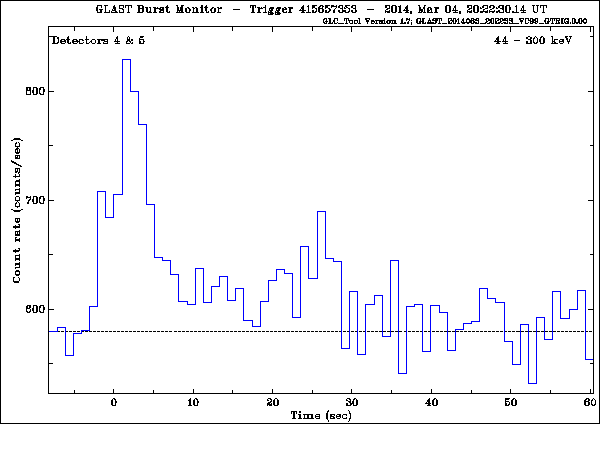 GLAST Burst Monitor – Trigger 415657353 – 2014, Mar 04, 20:22:30.14 UT
GLC_Tool Version 1.7; GLAST_2014063_202233_VC99_GTRIG.0.00
Detectors 4 & 5
44 – 300 keV
Count rate (counts/sec)
800
700
600
0 10 20 30 40 50 60
Time (sec)